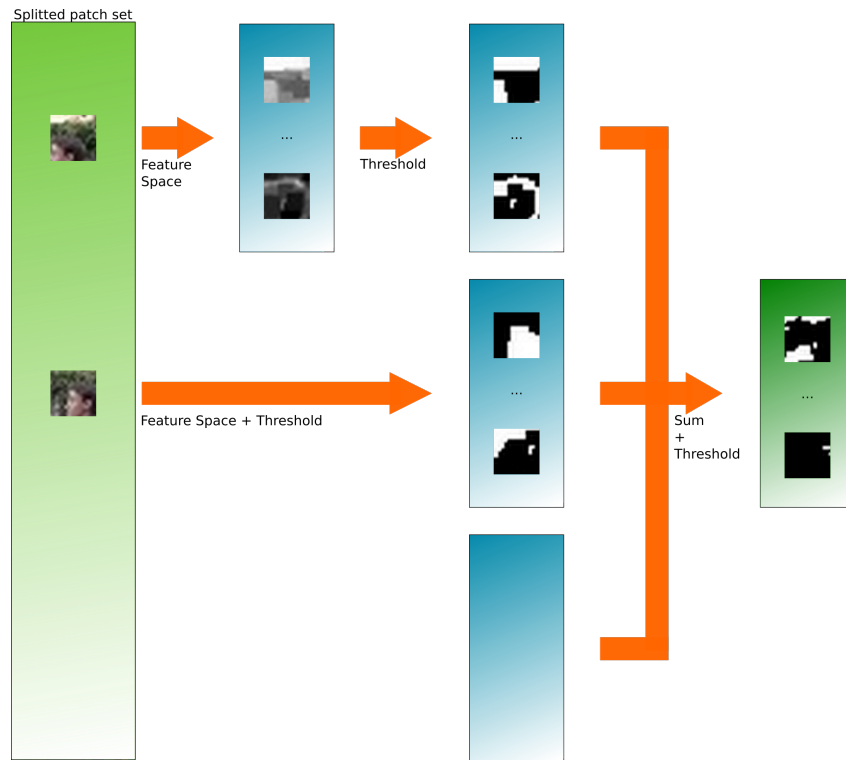 Splitted patch set
...
...
Feature
Space
Threshold
...
Feature Space + Threshold
...
Sum
+
Threshold